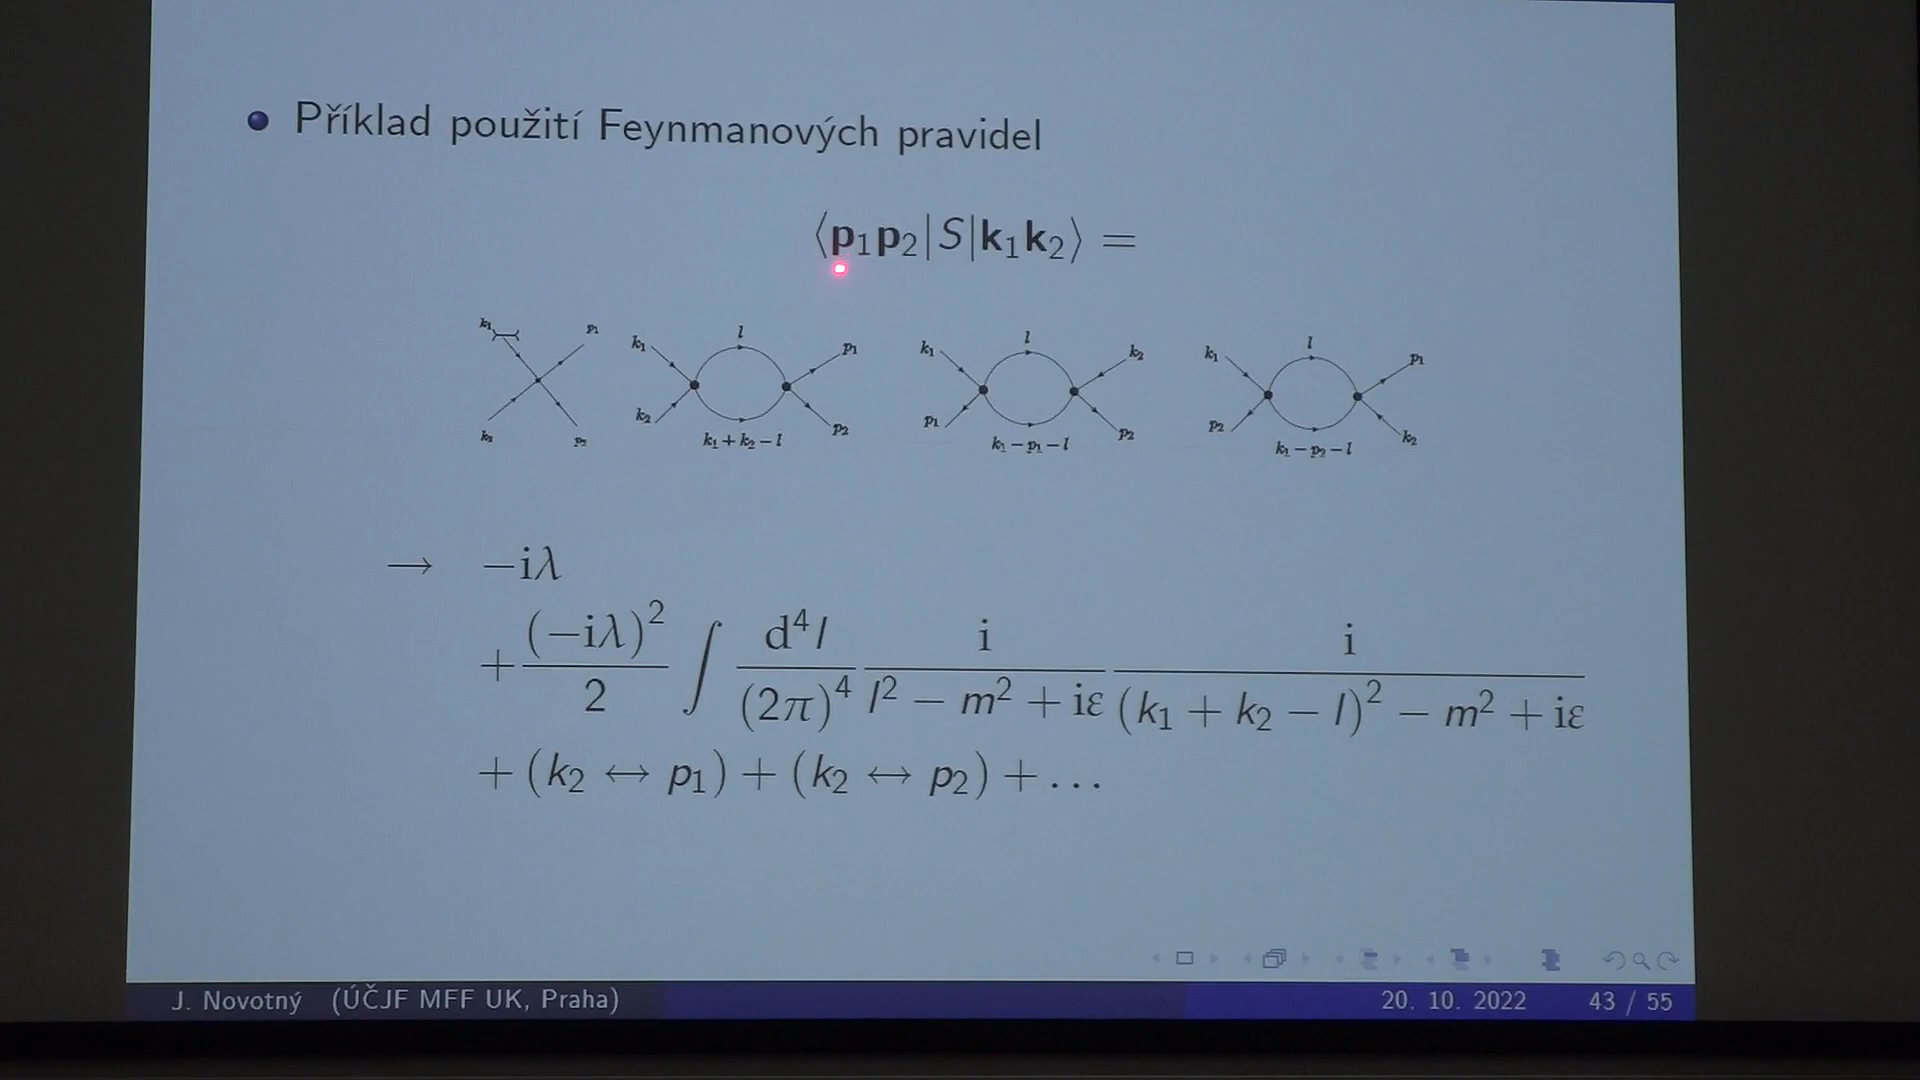 Příklad použití Feynmanových pravidel
⟨p₁p₂|S|k₁k₂⟩ =
k₁ p₁ k₂ p₂
k₁ l p₁ k₂ k₁ + k₂ − l p₂
k₁ l k₂ p₁ k₁ − p₁ − l p₂
k₁ l p₁ p₂ k₁ − p₂ − l k₂
→ −iλ
+ (−iλ)² / 2 ∫ d⁴l / (2π)⁴ i / (l² − m² + iε) i / ((k₁ + k₂ − l)² − m² + iε)
+ (k₂ ↔ p₁) + (k₂ ↔ p₂) + …
J. Novotný (ÚČJF MFF UK, Praha) 20. 10. 2022 43 / 55